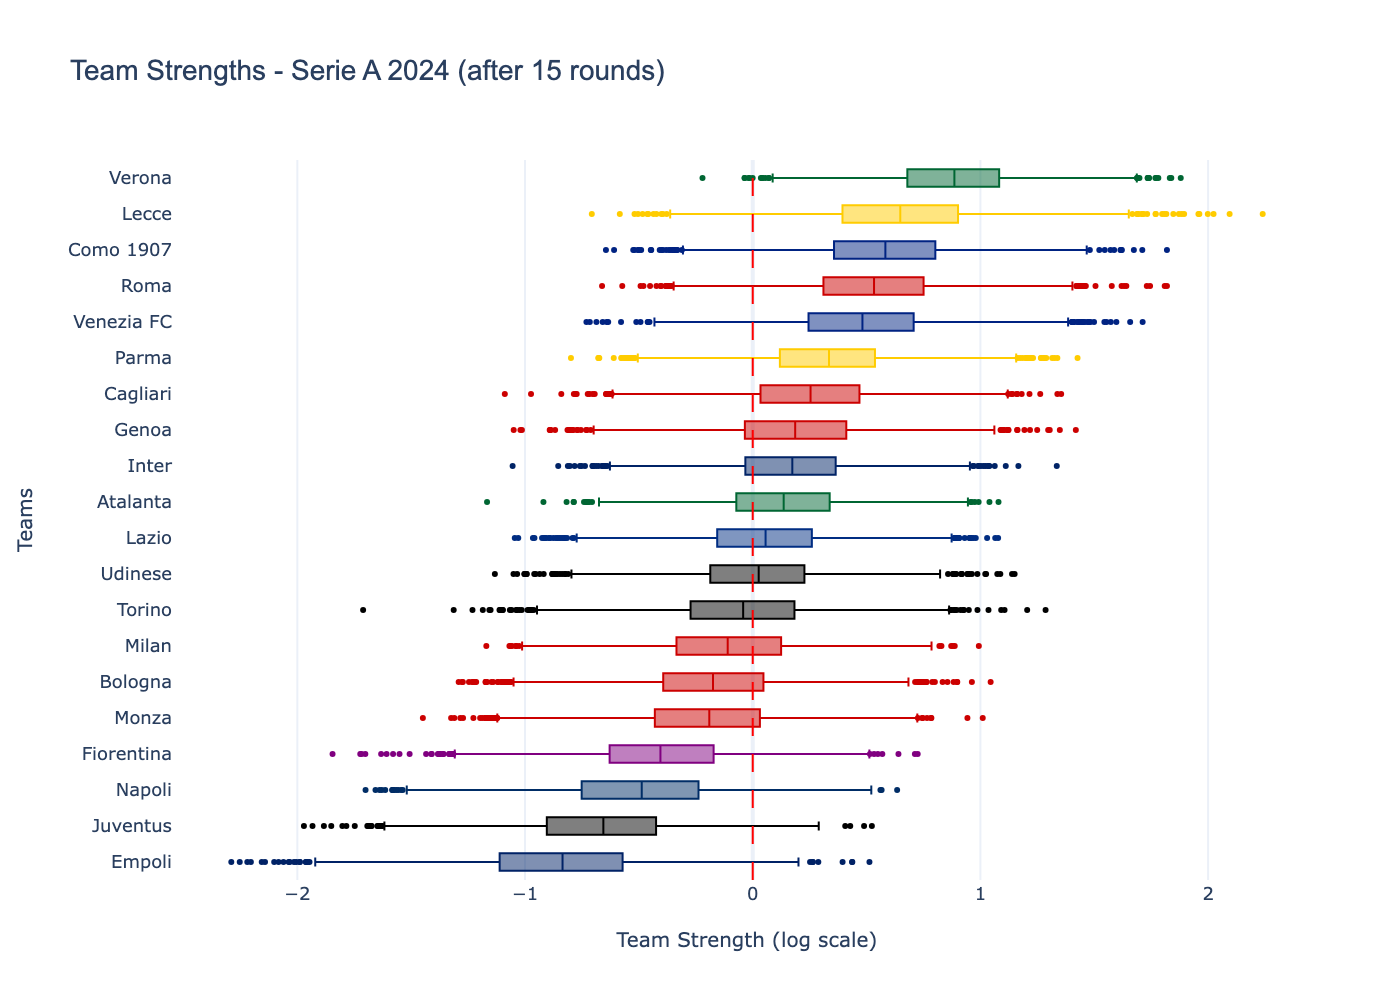 Team Strengths - Serie A 2024 (after 15 rounds)
Verona
Lecce
Como 1907
Roma
Venezia FC
Parma
Cagliari
Genoa
Inter
Atalanta
Lazio
Udinese
Torino
Milan
Bologna
Monza
Fiorentina
Napoli
Juventus
Empoli
Teams
−2 −1 0 1 2
Team Strength (log scale)